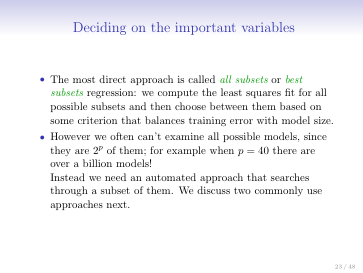 Deciding on the important variables
• The most direct approach is called all subsets or best
subsets regression: we compute the least squares fit for all
possible subsets and then choose between them based on
some criterion that balances training error with model size.
• However we often can't examine all possible models, since
they are 2^p of them; for example when p = 40 there are
over a billion models!
Instead we need an automated approach that searches
through a subset of them. We discuss two commonly use
approaches next.
23 / 48